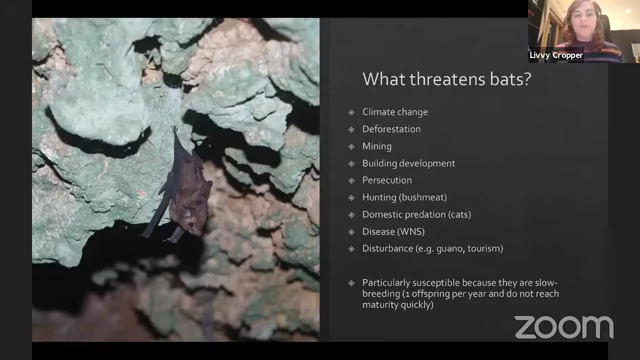 Livvy Cropper
What threatens bats?
Climate change
Deforestation
Mining
Building development
Persecution
Hunting (bushmeat)
Domestic predation (cats)
Disease (WNS)
Disturbance (e.g. guano, tourism)
Particularly susceptible because they are slow-
breeding (1 offspring per year and do not reach
maturity quickly)
zoom